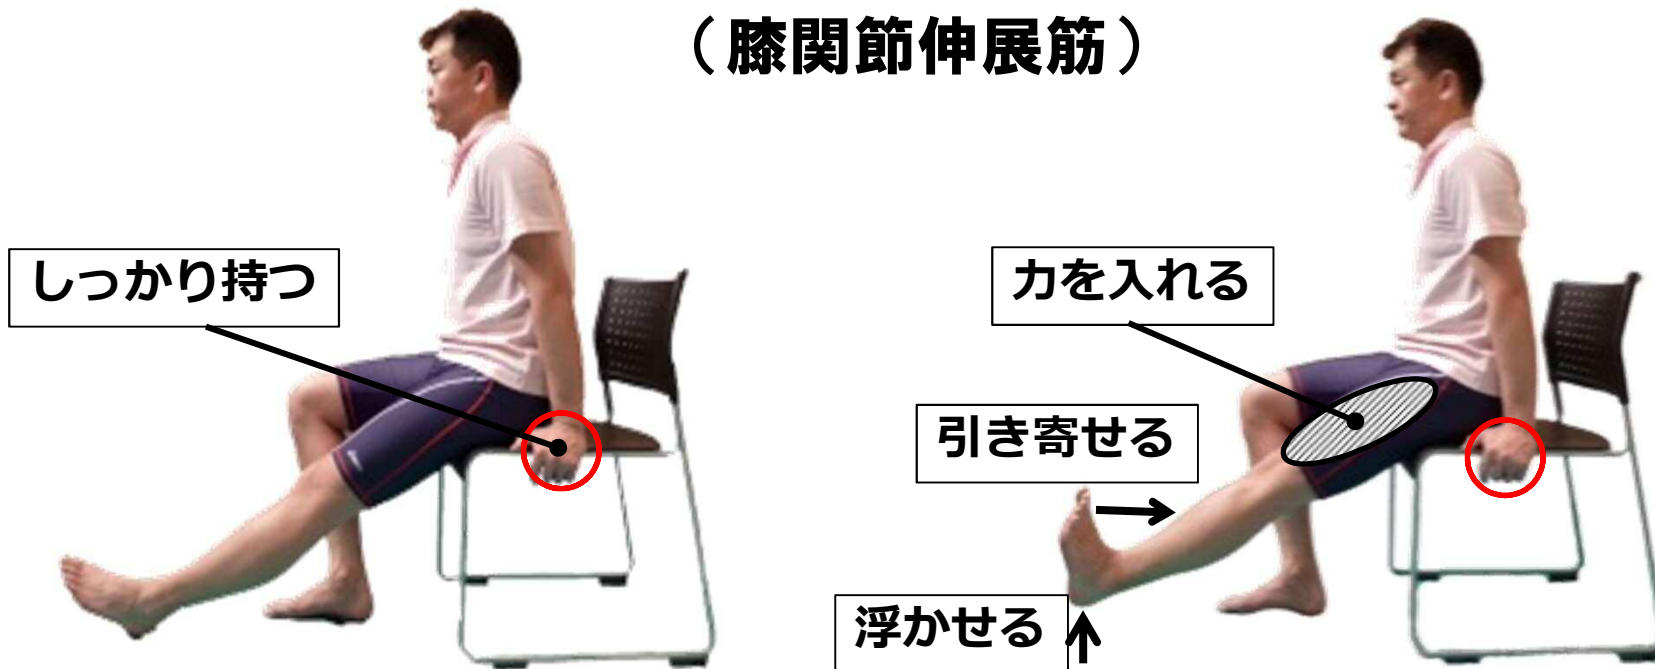 （膝関節伸展筋）
しっかり持つ
力を入れる
引き寄せる
浮かせる